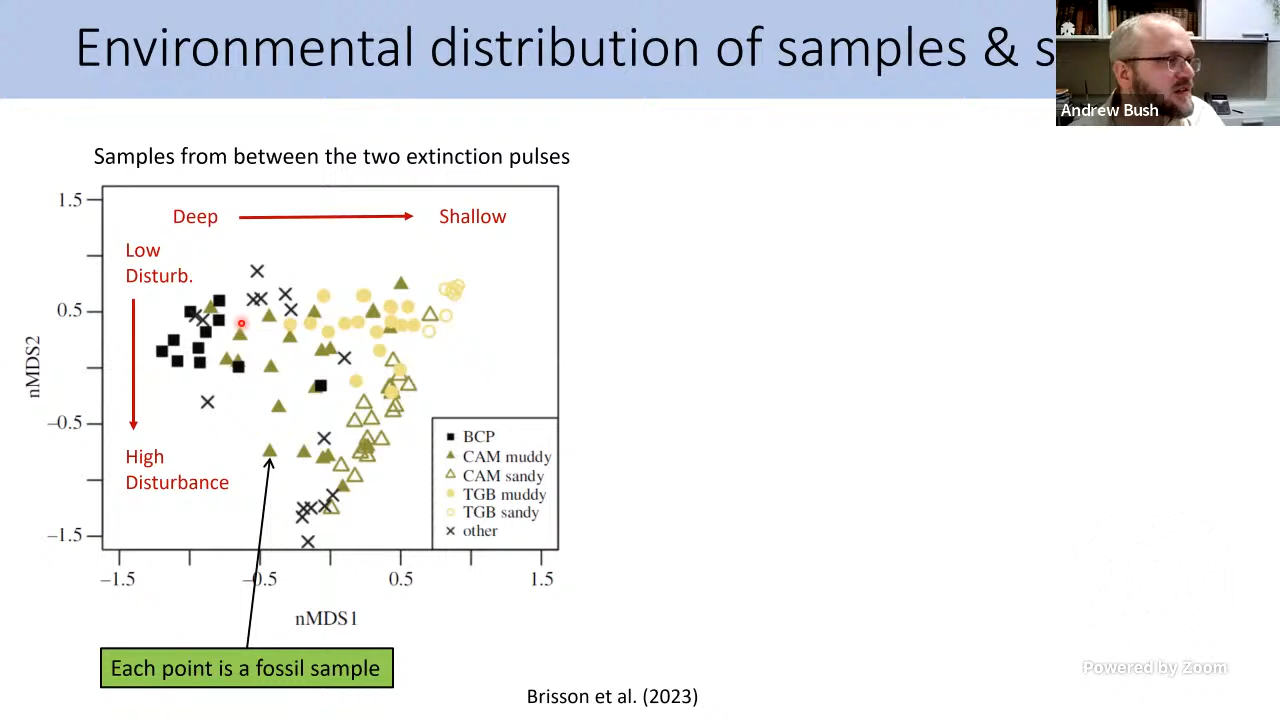 Environmental distribution of samples & s
Andrew Bush
Samples from between the two extinction pulses
1.5
0.5
–0.5
–1.5
nMDS2
Deep
Shallow
Low
Disturb.
High
Disturbance
BCP
CAM muddy
CAM sandy
TGB muddy
TGB sandy
other
–1.5
–0.5
0.5
1.5
nMDS1
Each point is a fossil sample
Brisson et al. (2023)
Powered by Zoom